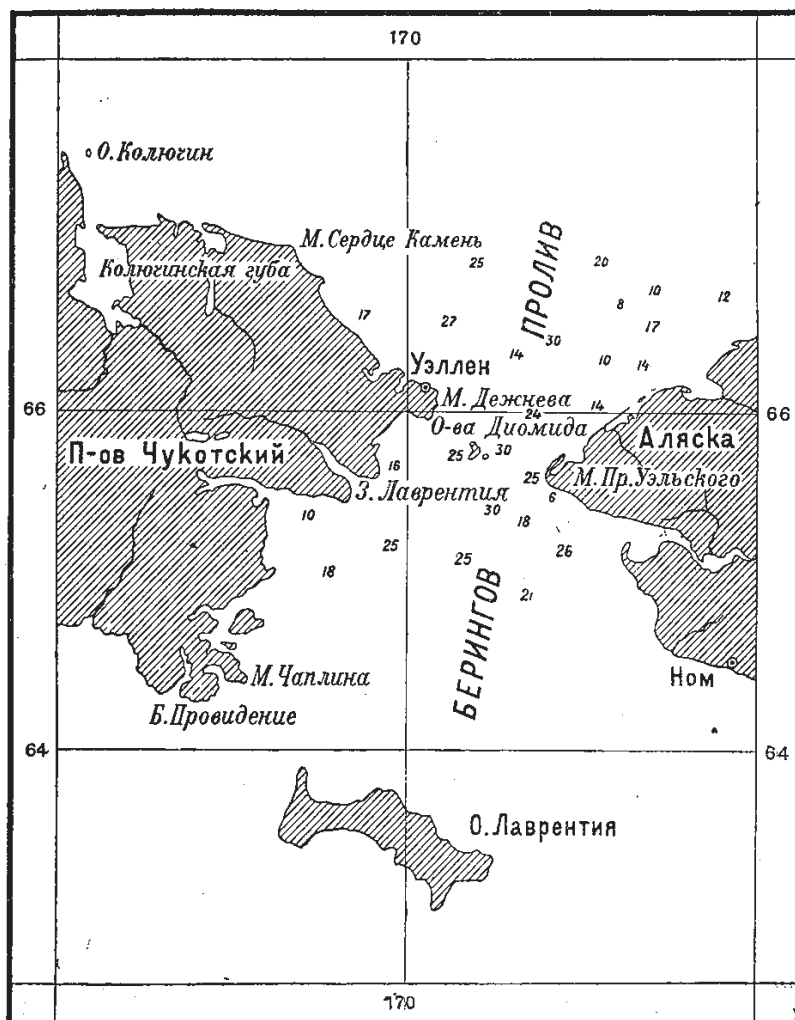 170
О.Колючин
М.Сердце Камень
Колючинская губа
ПРОЛИВ
25
20
10
8
12
17
27
17
30
14
10
14
Уэллен
66
М. Дежнева
24
14
66
О-ва Диомида
Аляска
П-ов Чукотский
25
30
16
25
М.Пр.Уэльского
З. Лаврентия
6
10
30
18
25
25
26
18
21
БЕРИНГОВ
М.Чаплина
Ном
Б.Провидение
64
64
О.Лаврентия
170